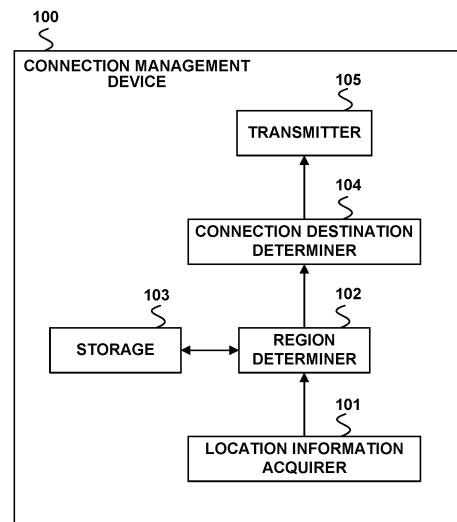 100
CONNECTION MANAGEMENT
DEVICE
105
TRANSMITTER
104
CONNECTION DESTINATION
DETERMINER
103
STORAGE
102
REGION
DETERMINER
101
LOCATION INFORMATION
ACQUIRER